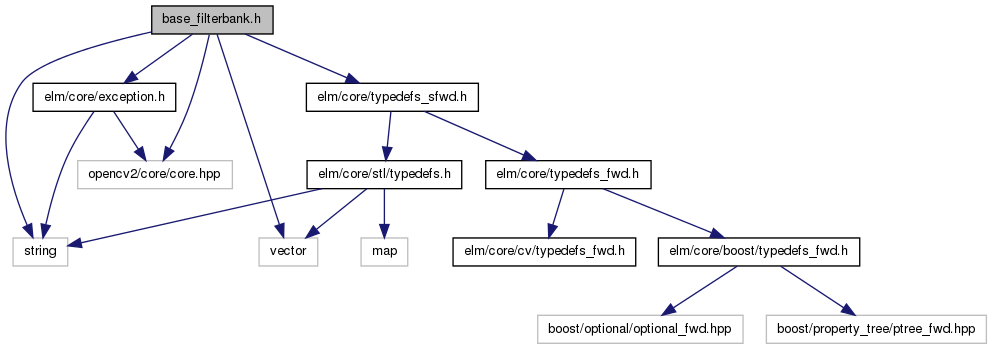 base_filterbank.h
elm/core/exception.h
elm/core/typedefs_sfwd.h
opencv2/core/core.hpp
elm/core/stl/typedefs.h
elm/core/typedefs_fwd.h
string
vector
map
elm/core/cv/typedefs_fwd.h
elm/core/boost/typedefs_fwd.h
boost/optional/optional_fwd.hpp
boost/property_tree/ptree_fwd.hpp